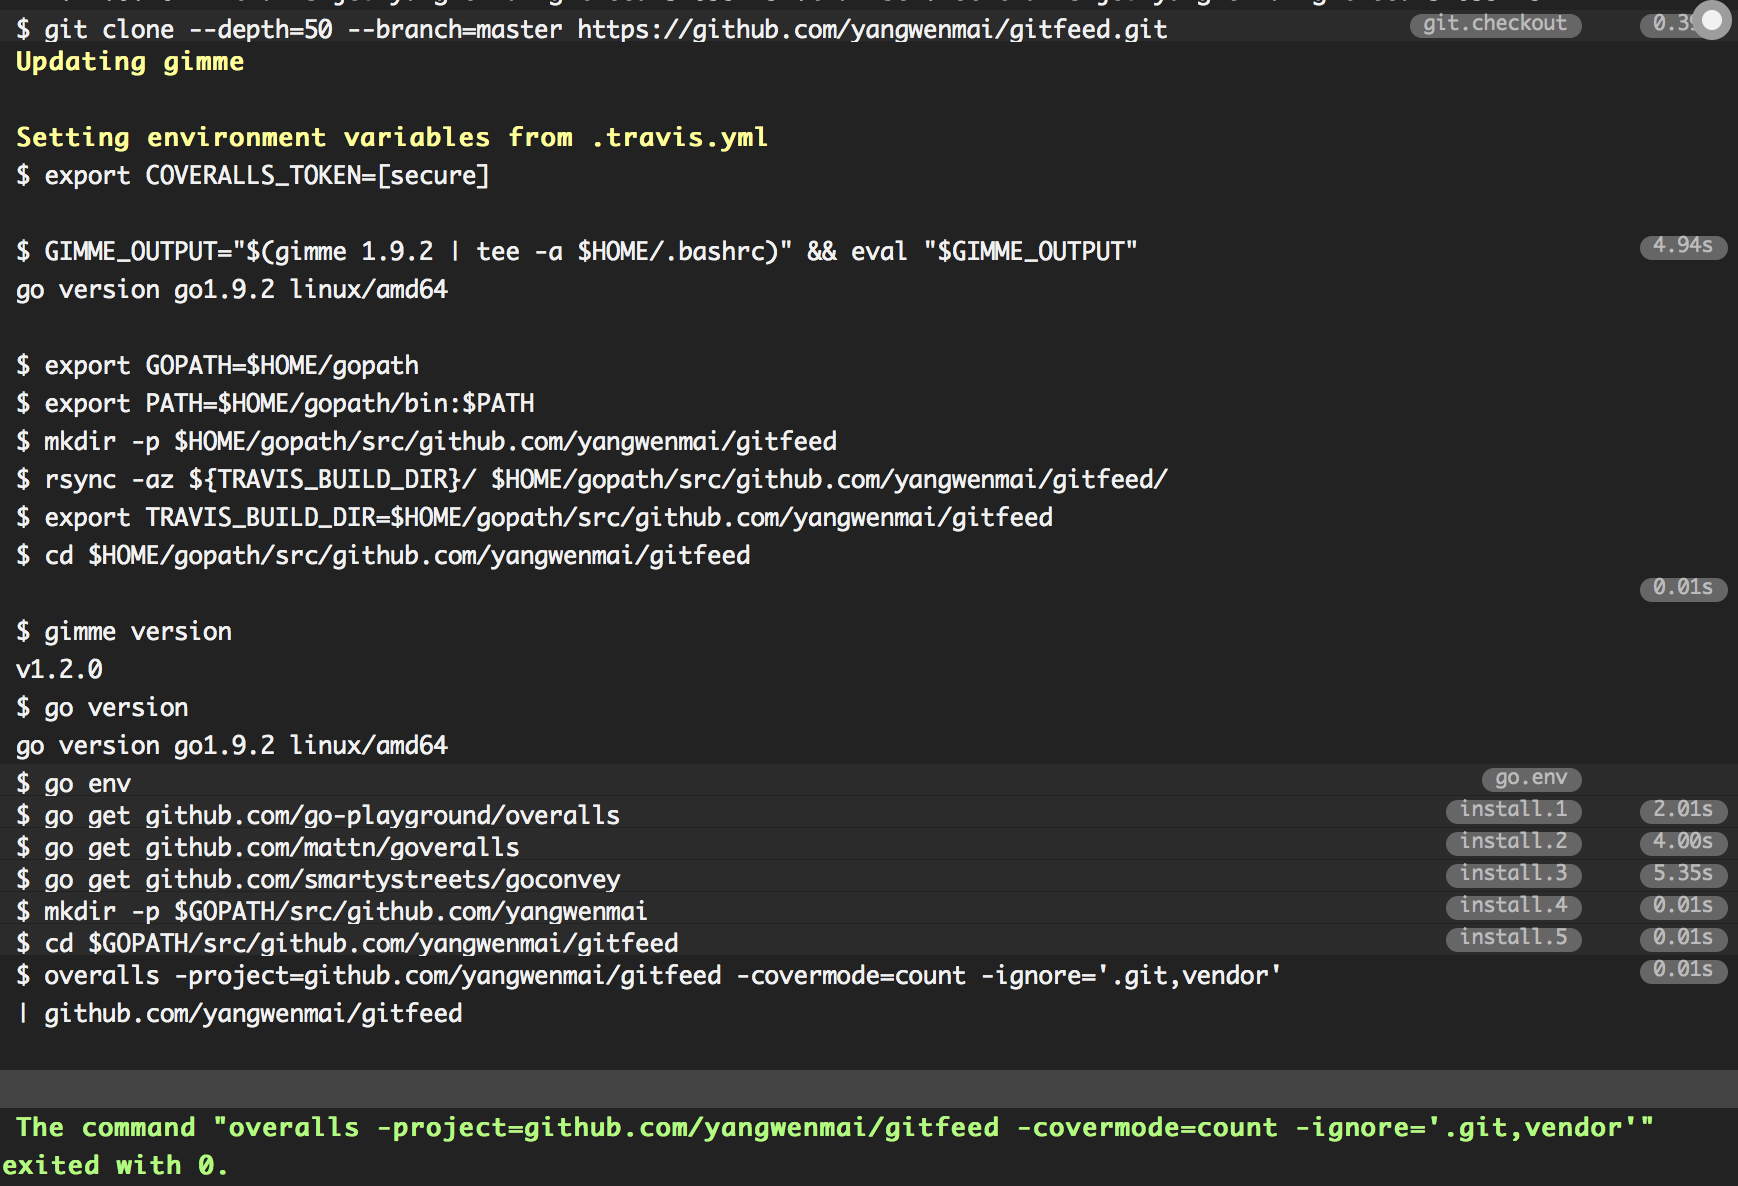 $ git clone --depth=50 --branch=master https://github.com/yangwenmai/gitfeed.git git.checkout
Updating gimme
Setting environment variables from .travis.yml
$ export COVERALLS_TOKEN=[secure]
$ GIMME_OUTPUT="$(gimme 1.9.2 | tee -a $HOME/.bashrc)" && eval "$GIMME_OUTPUT" 4.94s
go version go1.9.2 linux/amd64
$ export GOPATH=$HOME/gopath
$ export PATH=$HOME/gopath/bin:$PATH
$ mkdir -p $HOME/gopath/src/github.com/yangwenmai/gitfeed
$ rsync -az ${TRAVIS_BUILD_DIR}/ $HOME/gopath/src/github.com/yangwenmai/gitfeed/
$ export TRAVIS_BUILD_DIR=$HOME/gopath/src/github.com/yangwenmai/gitfeed
$ cd $HOME/gopath/src/github.com/yangwenmai/gitfeed
0.01s
$ gimme version
v1.2.0
$ go version
go version go1.9.2 linux/amd64
$ go env go.env
$ go get github.com/go-playground/overalls install.1 2.01s
$ go get github.com/mattn/goveralls install.2 4.00s
$ go get github.com/smartystreets/goconvey install.3 5.35s
$ mkdir -p $GOPATH/src/github.com/yangwenmai install.4 0.01s
$ cd $GOPATH/src/github.com/yangwenmai/gitfeed install.5 0.01s
$ overalls -project=github.com/yangwenmai/gitfeed -covermode=count -ignore='.git,vendor' 0.01s
| github.com/yangwenmai/gitfeed
The command "overalls -project=github.com/yangwenmai/gitfeed -covermode=count -ignore='.git,vendor'"
exited with 0.